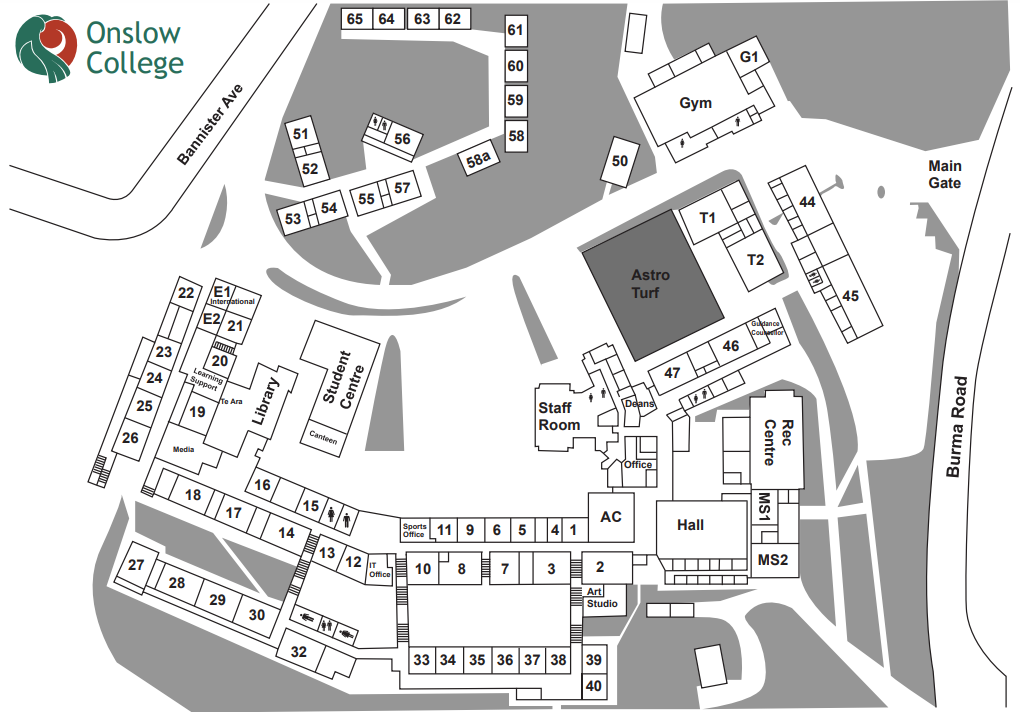 Onslow
College
Bannister Ave
65 64 63 62
61
60
59
58
58a
51
52
56
53 54
55 57
50
Gym
G1
Main
Gate
Burma Road
44
45
T1
T2
Astro
Turf
Guidance
Counsellor
46
47
Deans
Staff
Room
Office
Rec
Centre
MS1
MS2
Hall
AC
22
23
24
25
26
E1
International
E2
21
20
Learning
Support
Te Ara
19
Media
Library
Student
Centre
Canteen
16
15
18
17
14
13
12
IT
Office
Sports
Office
11 9 6 5 4 1
10 8 7 3 2
Art
Studio
27
28
29
30
32
33 34 35 36 37 38 39
40